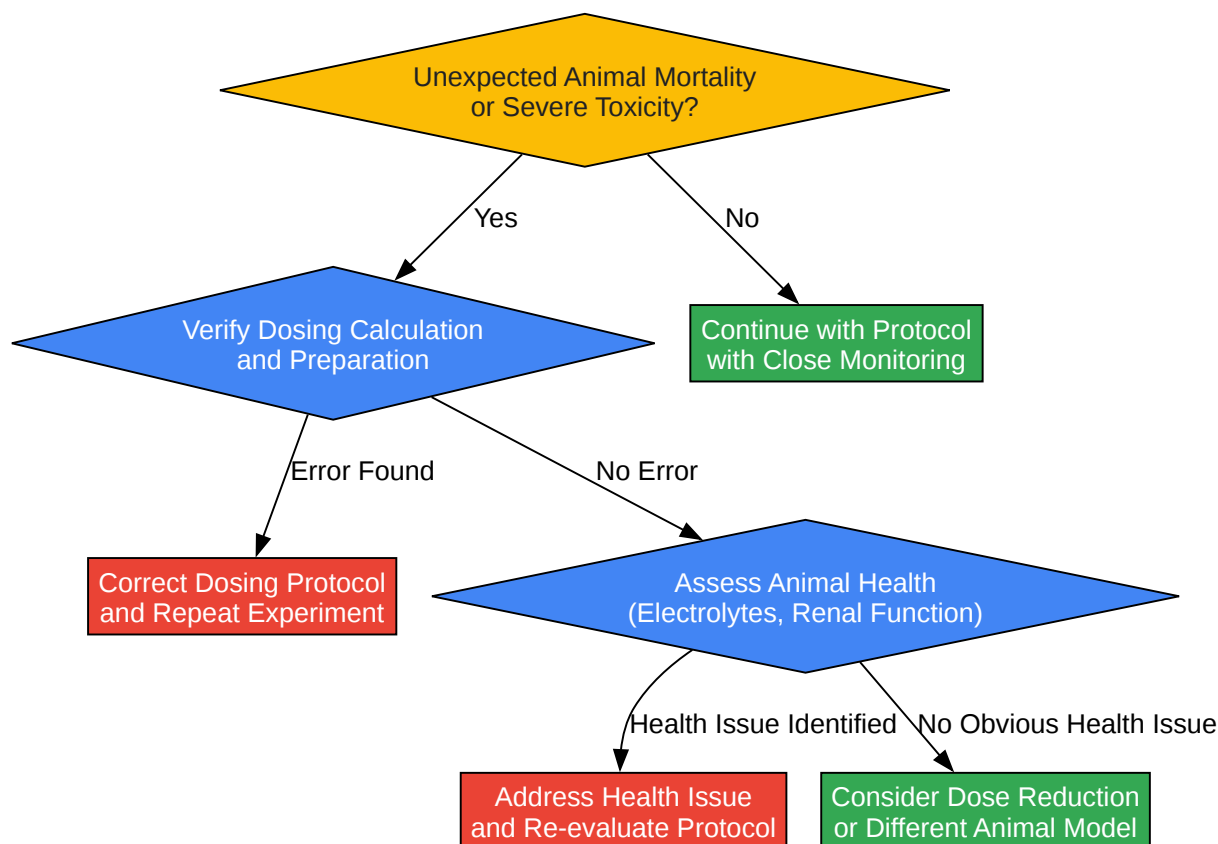 Unexpected Animal Mortality
or Severe Toxicity?
Yes
No
Verify Dosing Calculation
and Preparation
Continue with Protocol
with Close Monitoring
Error Found
No Error
Correct Dosing Protocol
and Repeat Experiment
Assess Animal Health
(Electrolytes, Renal Function)
Health Issue Identified
No Obvious Health Issue
Address Health Issue
and Re-evaluate Protocol
Consider Dose Reduction
or Different Animal Model